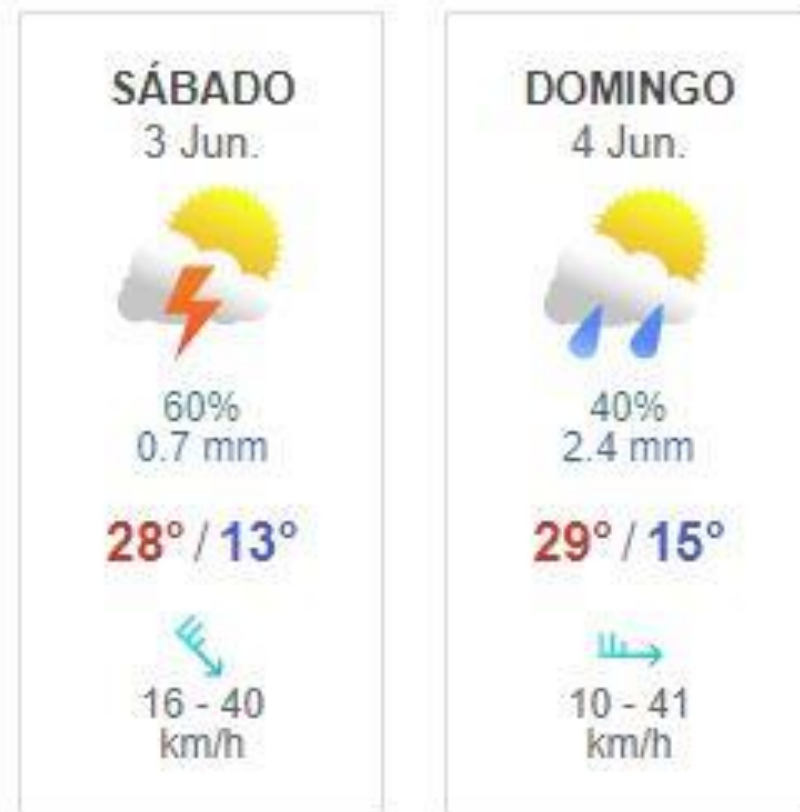 SÁBADO
3 Jun.
60%
0.7 mm
28° / 13°
16 - 40
km/h
DOMINGO
4 Jun.
40%
2.4 mm
29° / 15°
10 - 41
km/h